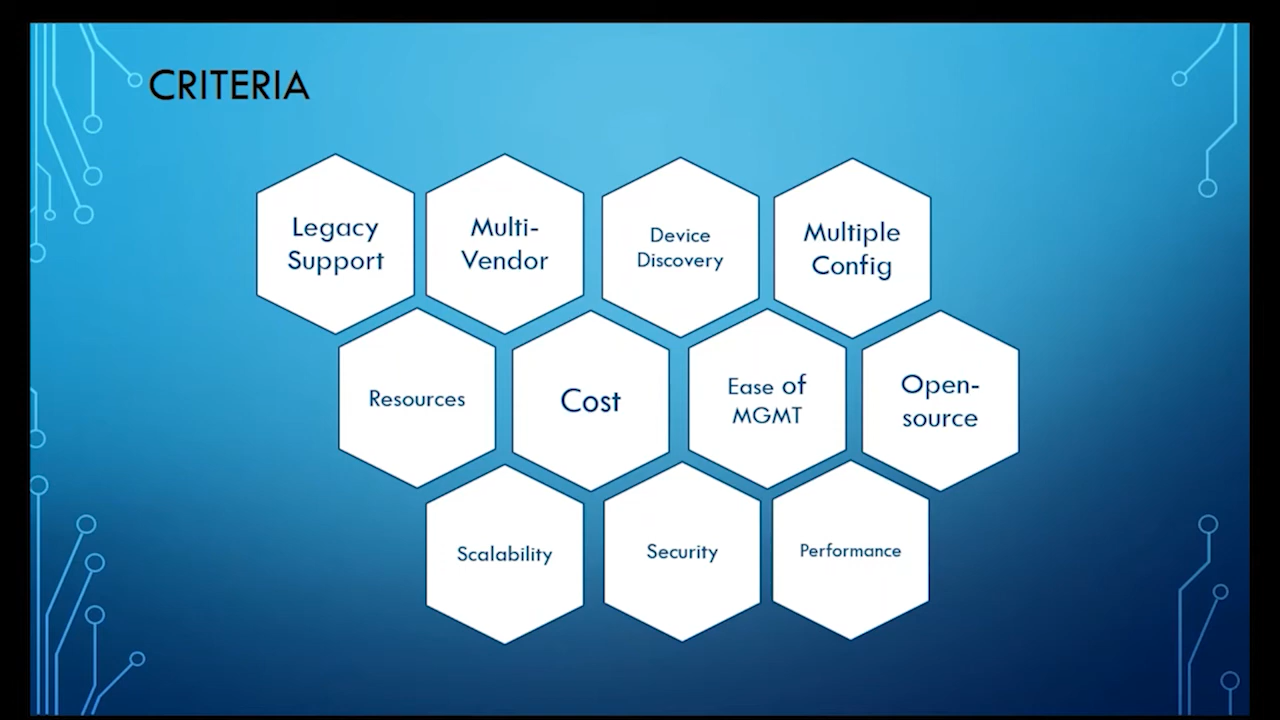 CRITERIA
Legacy
Support
Multi-
Vendor
Device
Discovery
Multiple
Config
Resources
Cost
Ease of
MGMT
Open-
source
Scalability
Security
Performance